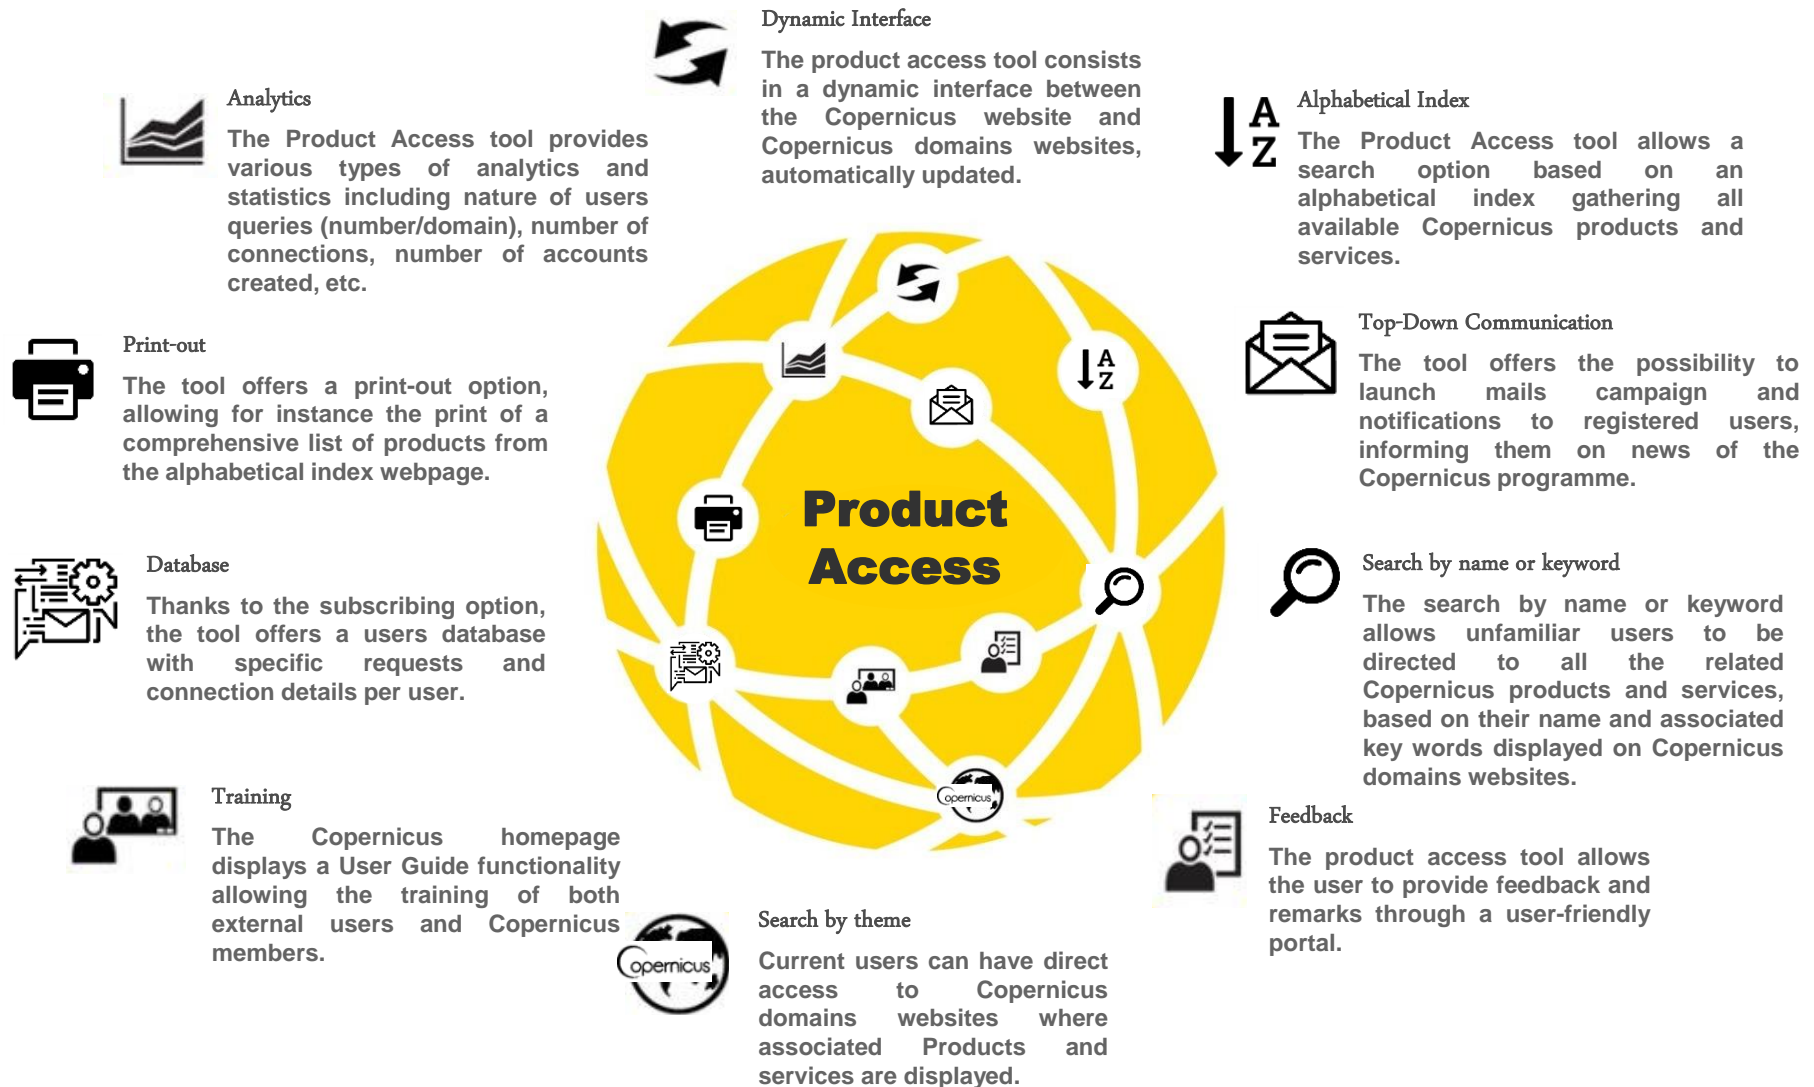 Dynamic Interface
The product access tool consists
in a dynamic interface between
the Copernicus website and
Copernicus domains websites,
automatically updated.
Analytics
The Product Access tool provides
various types of analytics and
statistics including nature of users
queries (number/domain), number of
connections, number of accounts
created, etc.
A
Z
Alphabetical Index
The Product Access tool allows a
search option based on an
alphabetical index gathering all
available Copernicus products and
services.
Print-out
The tool offers a print-out option,
allowing for instance the print of a
comprehensive list of products from
the alphabetical index webpage.
Top-Down Communication
The tool offers the possibility to
launch mails campaign and
notifications to registered users,
informing them on news of the
Copernicus programme.
A
Z
Product
Access
Database
Thanks to the subscribing option,
the tool offers a users database
with specific requests and
connection details per user.
Search by name or keyword
The search by name or keyword
allows unfamiliar users to be
directed to all the related
Copernicus products and services,
based on their name and associated
key words displayed on Copernicus
domains websites.
Copernicus
Training
The Copernicus homepage
displays a User Guide functionality
allowing the training of both
external users and Copernicus
members.
Feedback
The product access tool allows
the user to provide feedback and
remarks through a user-friendly
portal.
Copernicus
Search by theme
Current users can have direct
access to Copernicus
domains websites where
associated Products and
services are displayed.